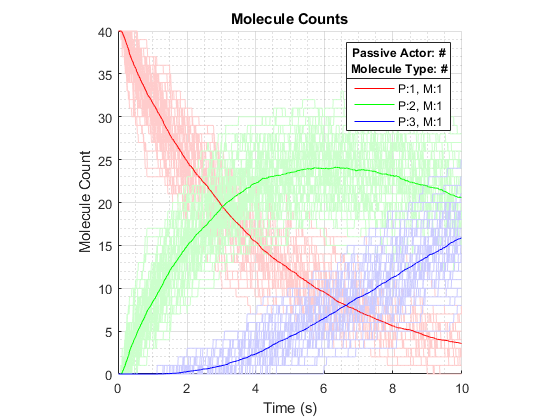 Molecule Counts
Passive Actor: #
Molecule Type: #
P:1, M:1
P:2, M:1
P:3, M:1
Molecule Count
40
35
30
25
20
15
10
5
0
0 2 4 6 8 10
Time (s)